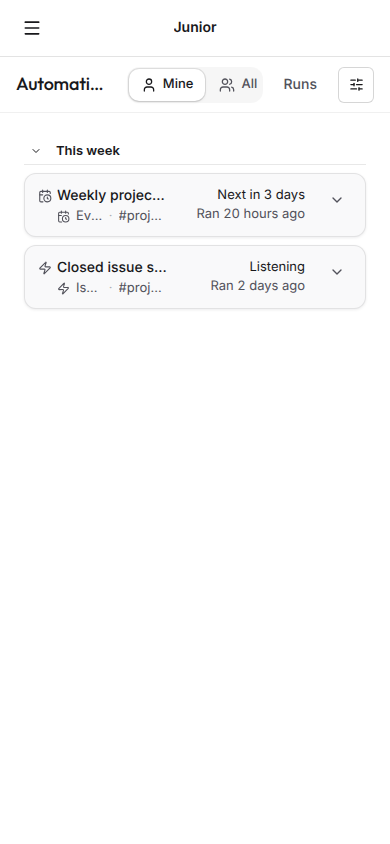 Junior
Automati...
Mine
All
Runs
This week
Weekly projec...
Next in 3 days
Ev... · #proj...
Ran 20 hours ago
Closed issue s...
Listening
Is... · #proj...
Ran 2 days ago